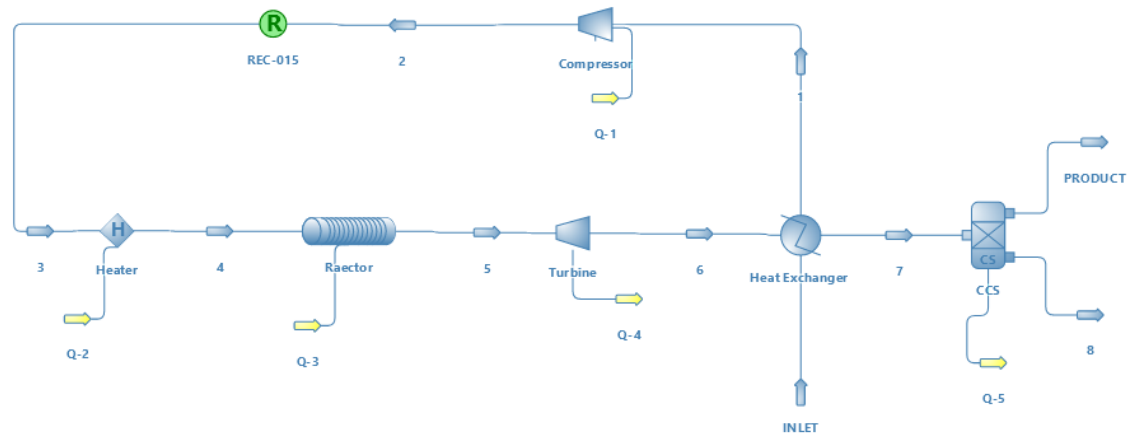 R
REC-015
2
Compressor
1
Q-1
PRODUCT
H
3
Heater
4
Raector
5
Turbine
6
Heat Exchanger
7
CS
CCS
Q-2
Q-3
Q-4
8
Q-5
INLET